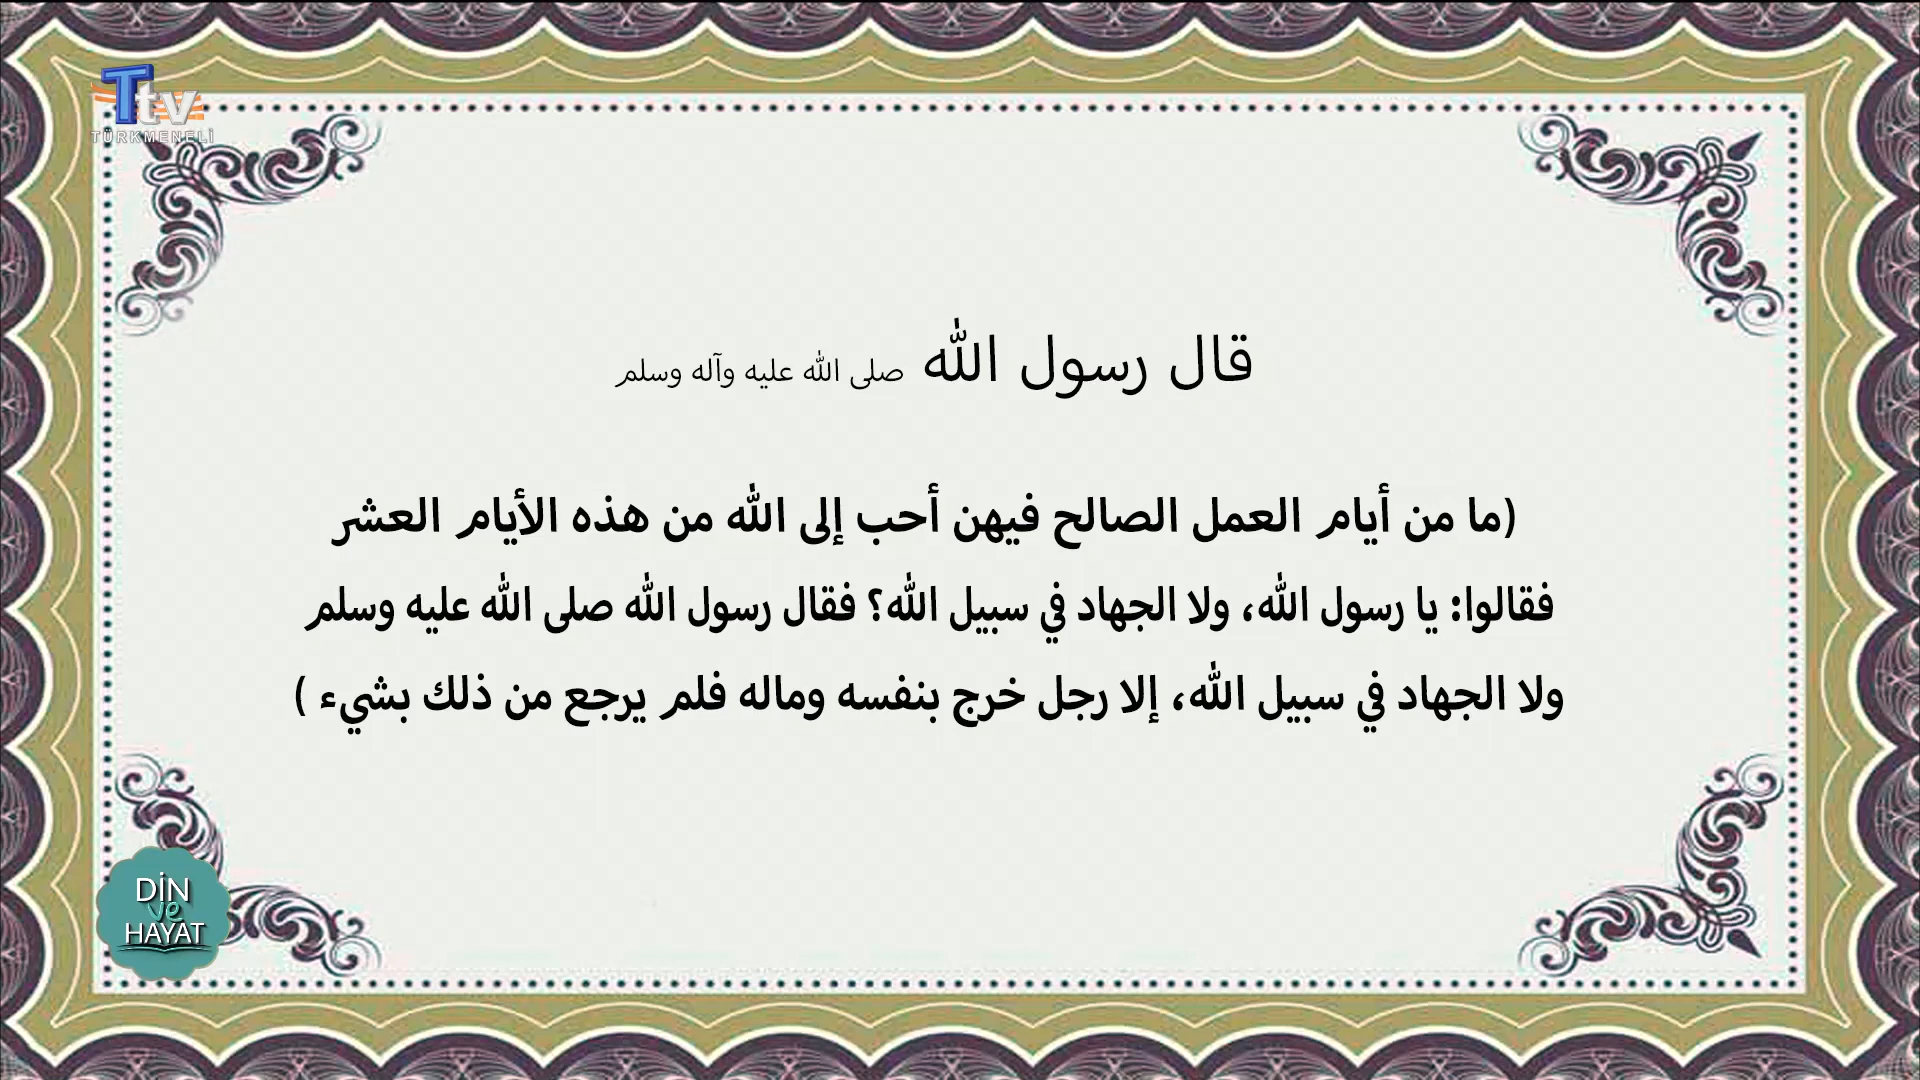 Ttv
TÜRKMENELİ
قال رسول الله صلى الله عليه وآله وسلم
(ما من أيام العمل الصالح فيهن أحب إلى الله من هذه الأيام العشر
فقالوا: يا رسول الله، ولا الجهاد في سبيل الله؟ فقال رسول الله صلى الله عليه وسلم
ولا الجهاد في سبيل الله، إلا رجل خرج بنفسه وماله فلم يرجع من ذلك بشيء )
DİN
ve
HAYAT